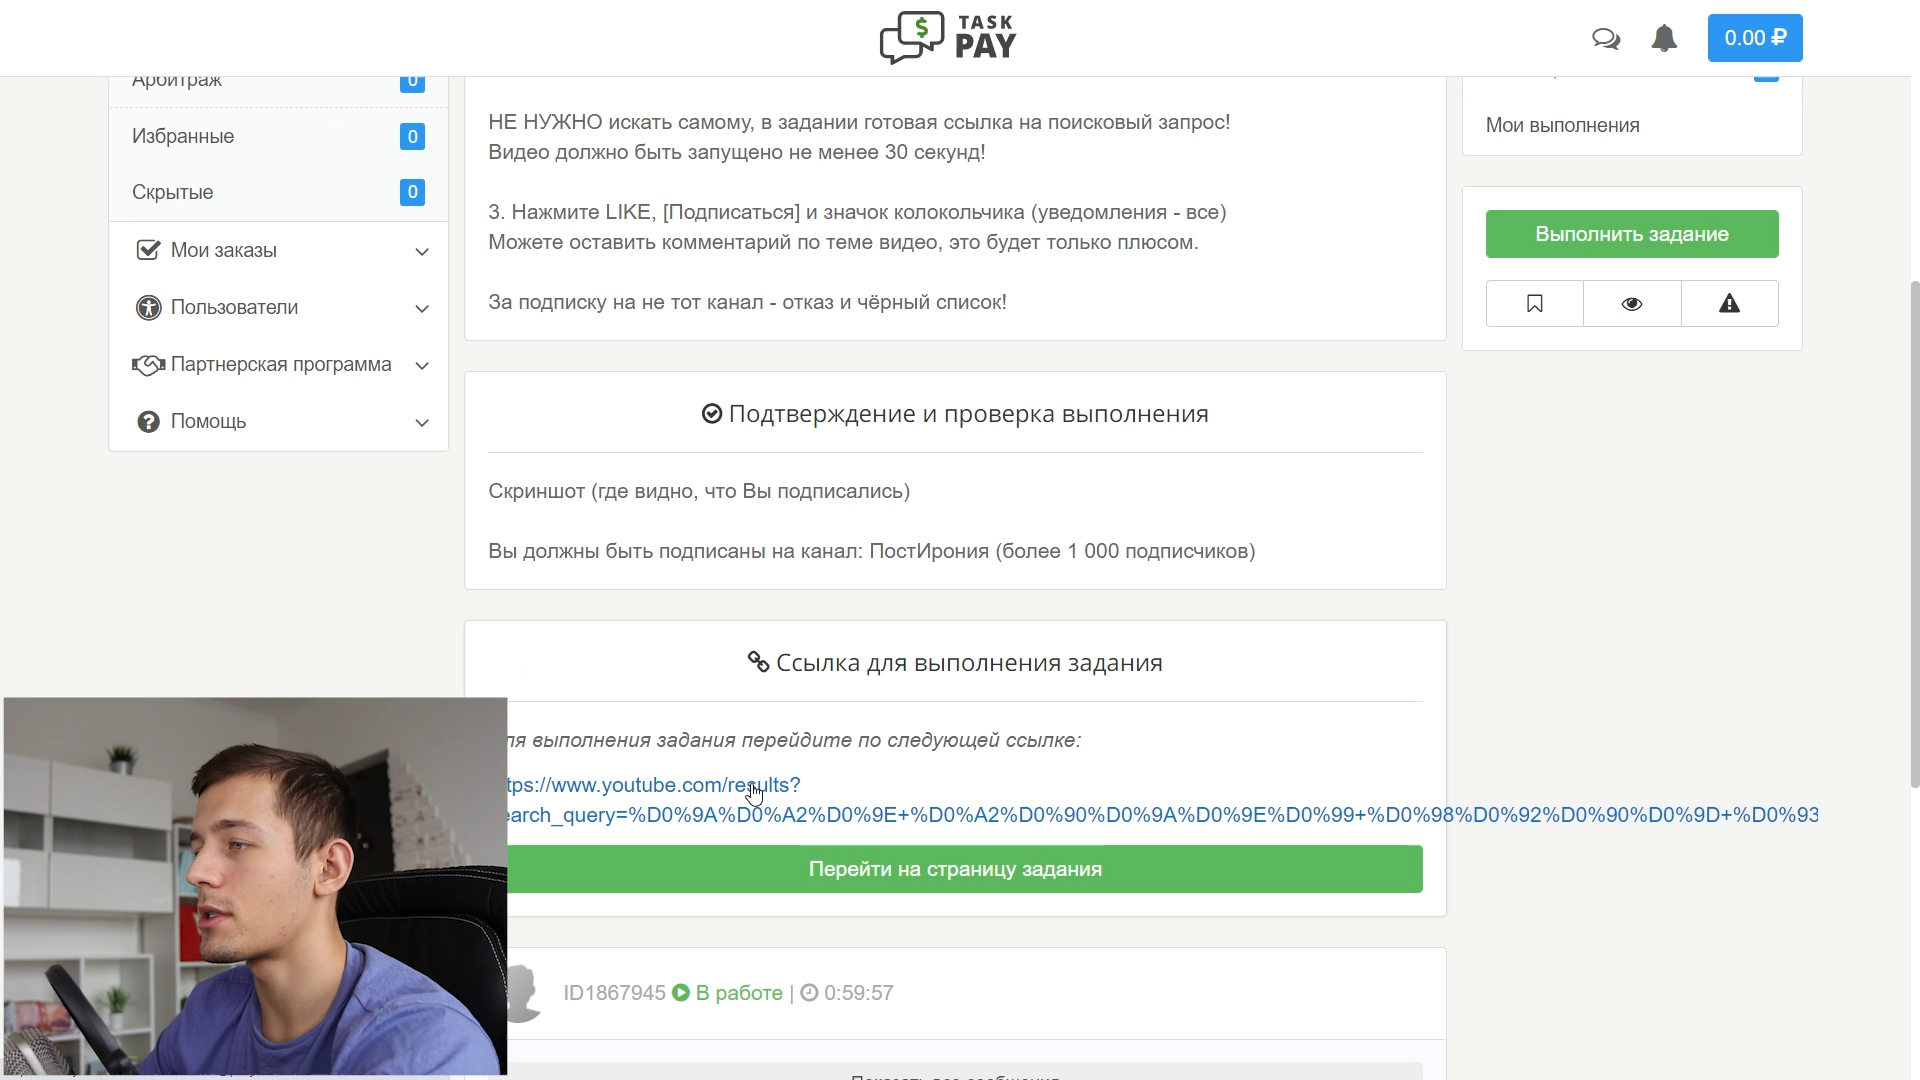 TASK
PAY
0.00 ₽
Арбитраж
0
Избранные
0
Скрытые
0
Мои заказы
Пользователи
Партнерская программа
Помощь
НЕ НУЖНО искать самому, в задании готовая ссылка на поисковый запрос!
Видео должно быть запущено не менее 30 секунд!
3. Нажмите LIKE, [Подписаться] и значок колокольчика (уведомления - все)
Можете оставить комментарий по теме видео, это будет только плюсом.
За подписку на не тот канал - отказ и чёрный список!
Подтверждение и проверка выполнения
Скриншот (где видно, что Вы подписались)
Вы должны быть подписаны на канал: ПостИрония (более 1 000 подписчиков)
Ссылка для выполнения задания
ля выполнения задания перейдите по следующей ссылке:
tps://www.youtube.com/results?
earch_query=%D0%9A%D0%A2%D0%9E+%D0%A2%D0%90%D0%9A%D0%9E%D0%99+%D0%98%D0%92%D0%90%D0%9D+%D0%93
Перейти на страницу задания
ID1867945 В работе | 0:59:57
Мои выполнения
Выполнить задание